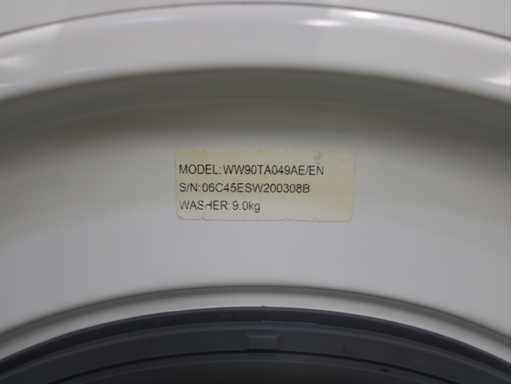 MODEL: WW90TA049AE/EN
S/N: 06C45ESW200308B
WASHER: 9.0kg